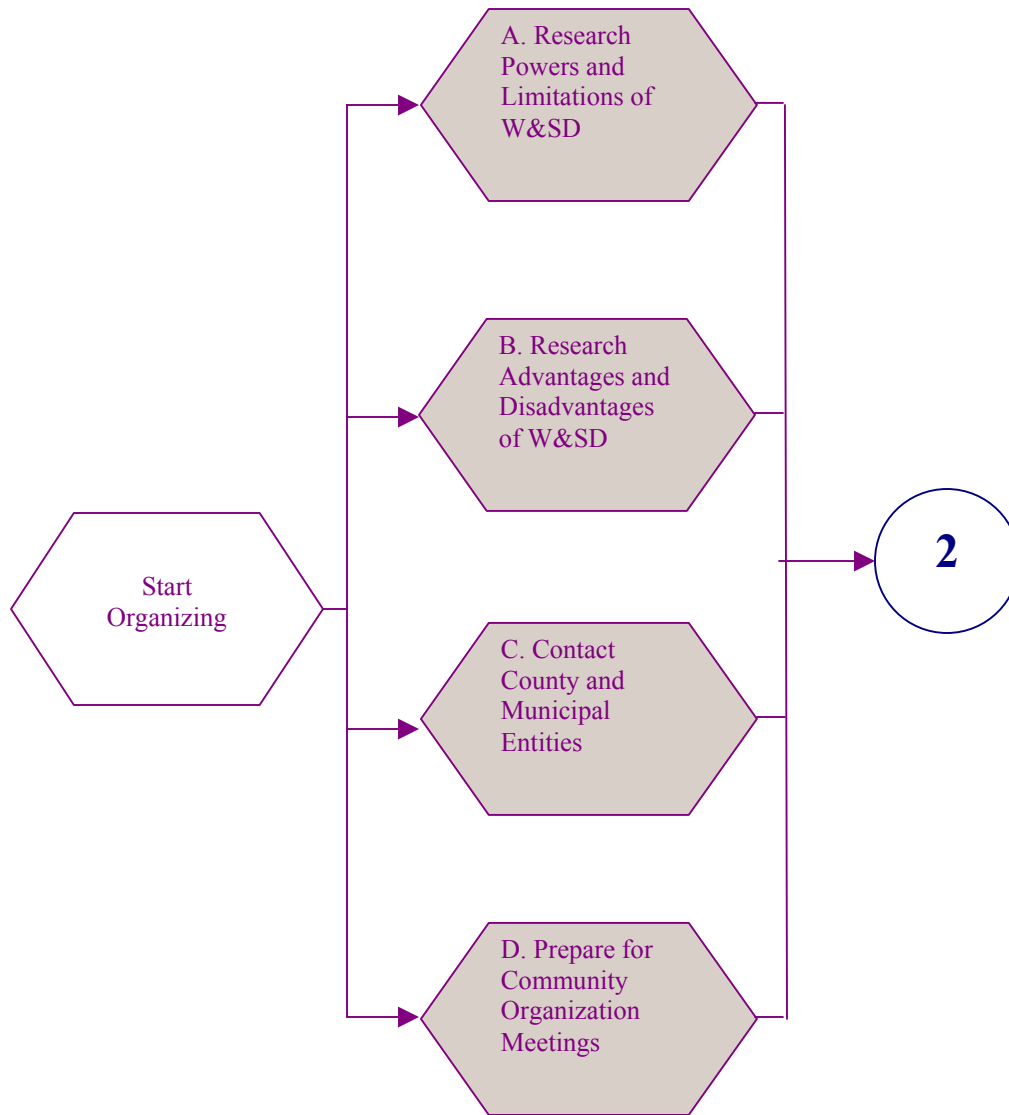 A. Research
Powers and
Limitations of
W&SD
B. Research
Advantages and
Disadvantages
of W&SD
Start
Organizing
2
C. Contact
County and
Municipal
Entities
D. Prepare for
Community
Organization
Meetings